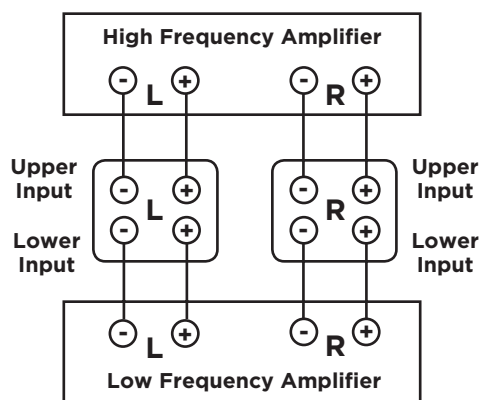 High Frequency Amplifier
- L + - R +
Upper
Input
- L + - R +
Upper
Input
Lower
Input
- + - +
Lower
Input
- L + - R +
Low Frequency Amplifier